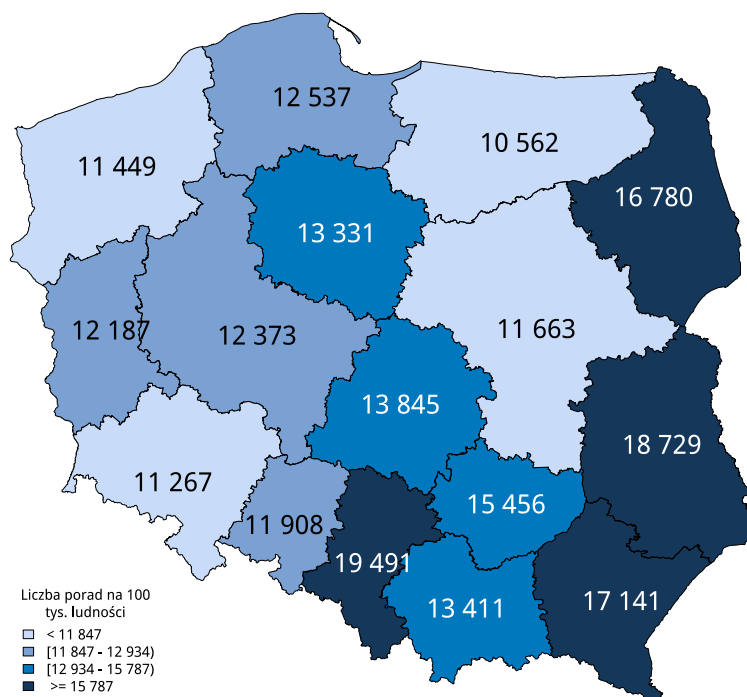 12 537
10 562
11 449
16 780
13 331
11 663
12 187
12 373
13 845
18 729
11 267
15 456
11 908
19 491
17 141
13 411
Liczba porad na 100
tys. ludności
< 11 847
[11 847 - 12 934)
[12 934 - 15 787)
>= 15 787